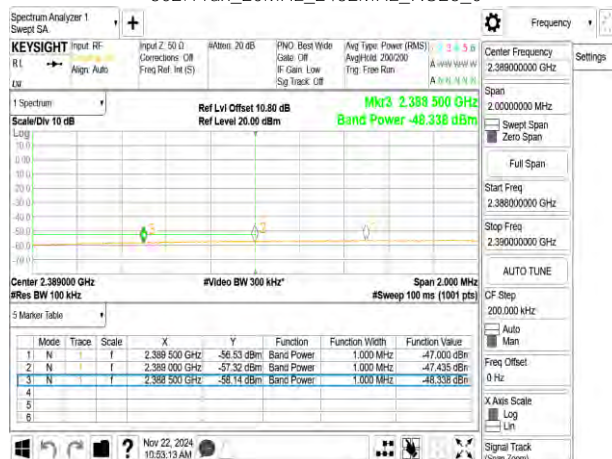 Spectrum Analyzer 1
Swept SA
Frequency
KEYSIGHT
Input: RF
Input Z: 50 Ω
#Atten: 20 dB
PNO: Best Wide
Avg Type: Power (RMS)
RL
Align: Auto
Corrections: Off
Freq Ref: Int (S)
Gate: Off
IF Gain: Low
Sig Track: Off
Avg|Hold: 200/200
Trig: Free Run
Settings
Center Frequency
2.389000000 GHz
Span
2.00000000 MHz
Swept Span
Zero Span
Full Span
Start Freq
2.388000000 GHz
Stop Freq
2.390000000 GHz
AUTO TUNE
CF Step
200.000 kHz
Auto
Man
Freq Offset
0 Hz
X Axis Scale
Log
Lin
Signal Track
(Span Zoom)
1 Spectrum
Scale/Div 10 dB
Ref Lvl Offset 10.80 dB
Ref Level 20.00 dBm
Mkr3 2.388 500 GHz
Band Power -48.338 dBm
Log
10.0
0.00
Center 2.389000 GHz
#Video BW 300 kHz*
Span 2.000 MHz
#Res BW 100 kHz
#Sweep 100 ms (1001 pts)
5 Marker Table
Mode Trace Scale X Y Function Function Width Function Value
1 N 1 f 2.389 500 GHz -56.53 dBm Band Power 1.000 MHz -47.000 dBm
2 N 1 f 2.389 000 GHz -57.32 dBm Band Power 1.000 MHz -47.435 dBm
3 N 1 f 2.388 500 GHz -58.14 dBm Band Power 1.000 MHz -48.338 dBm
4
5
6
Nov 22, 2024
10:53:13 AM